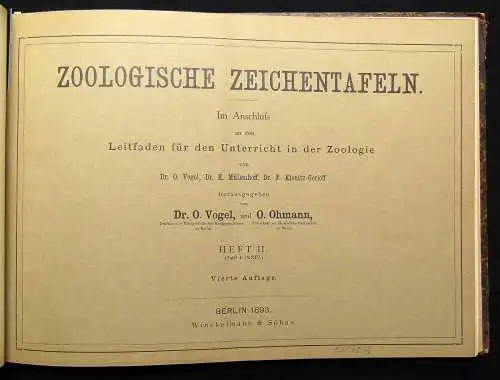 ZOOLOGISCHE ZEICHENTAFELN.
Im Anschluſs
an den
Leitfaden für den Unterricht in der Zoologie
von
Dr. O. Vogel, Dr. K. Müllenhoff, Dr. F. Kienitz-Gerloff
herausgegeben
von
Dr. O. Vogel, und O. Ohmann,
HEFT II.
Vierte Auflage.
BERLIN 1893.
Winckelmann & Söhne.